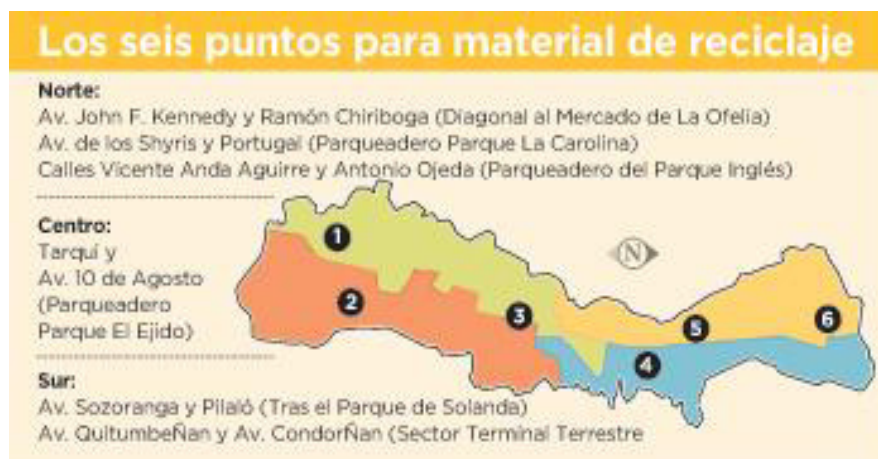 Los seis puntos para material de reciclaje
Norte:
Av. John F. Kennedy y Ramón Chiriboga (Diagonal al Mercado de La Ofelia)
Av. de los Shyris y Portugal (Parqueadero Parque La Carolina)
Calles Vicente Anda Aguirre y Antonio Ojeda (Parqueadero del Parque Inglés)
Centro:
Tarqui y
Av. 10 de Agosto
(Parqueadero
Parque El Ejido)
1
2
3
4
5
6
N
Sur:
Av. Sozoranga y Pilaló (Tras el Parque de Solanda)
Av. QuitumbeÑan y Av. CondorÑan (Sector Terminal Terrestre